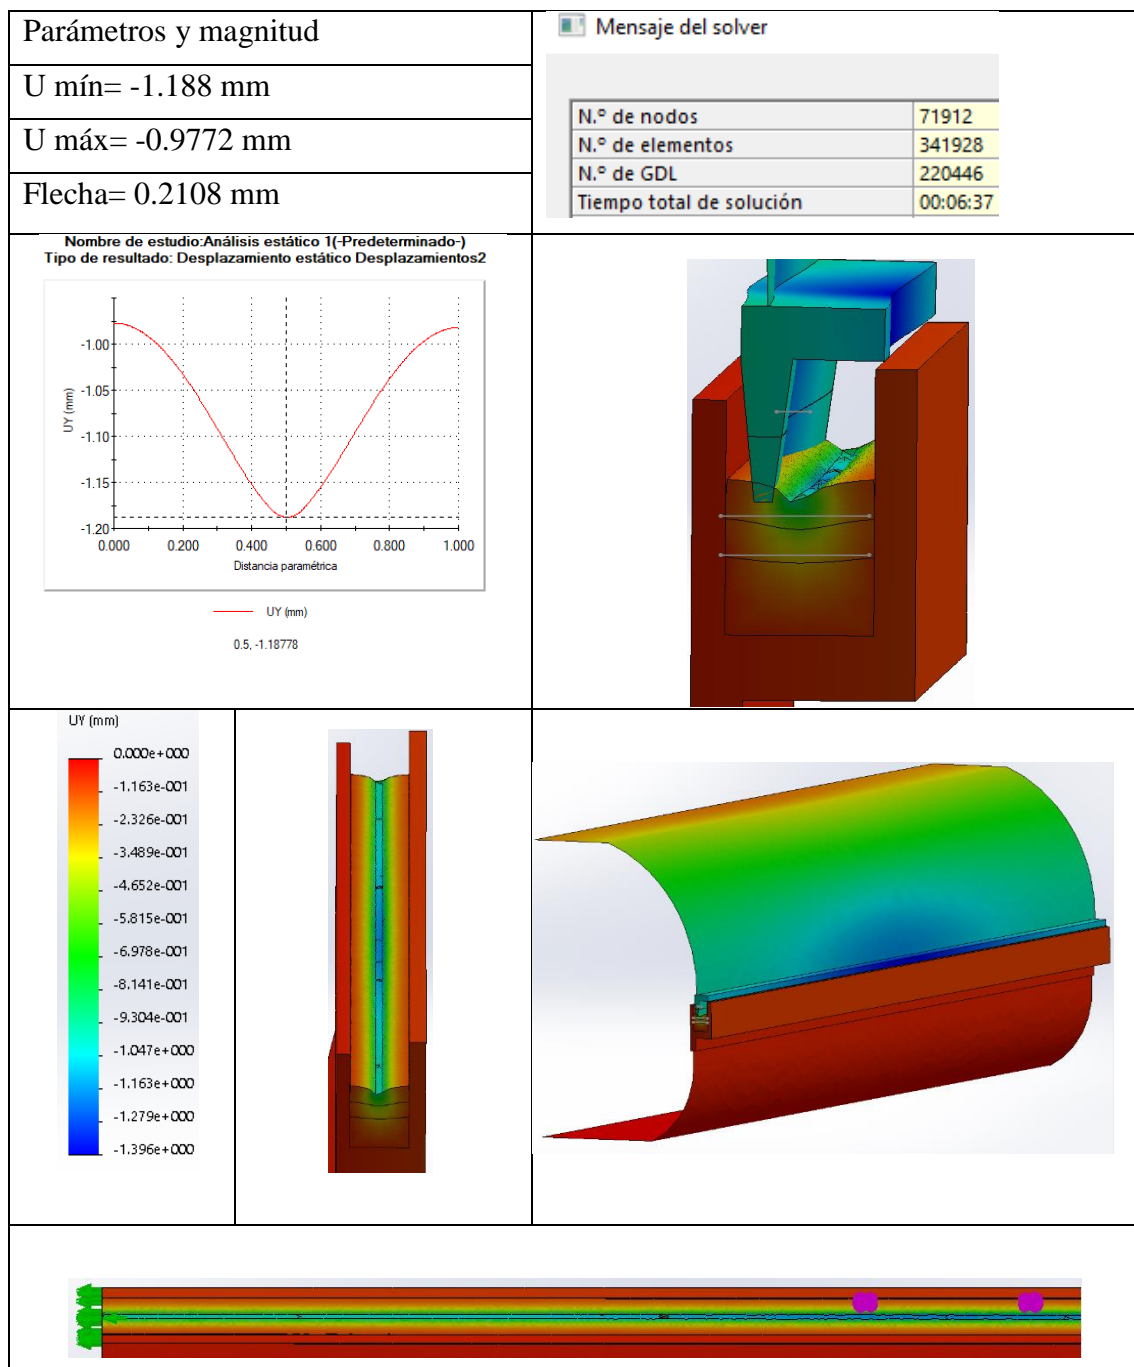 Parámetros y magnitud
U mín= -1.188 mm
U máx= -0.9772 mm
Flecha= 0.2108 mm
Mensaje del solver
N.º de nodos 71912
N.º de elementos 341928
N.º de GDL 220446
Tiempo total de solución 00:06:37
Nombre de estudio:Análisis estático 1(-Predeterminado-)
Tipo de resultado: Desplazamiento estático Desplazamientos2
UY (mm)
-1.00
-1.05
-1.10
-1.15
-1.20
0.000 0.200 0.400 0.600 0.800 1.000
Distancia paramétrica
UY (mm)
0.5, -1.18778
UY (mm)
0.000e+000
-1.163e-001
-2.326e-001
-3.489e-001
-4.652e-001
-5.815e-001
-6.978e-001
-8.141e-001
-9.304e-001
-1.047e+000
-1.163e+000
-1.279e+000
-1.396e+000